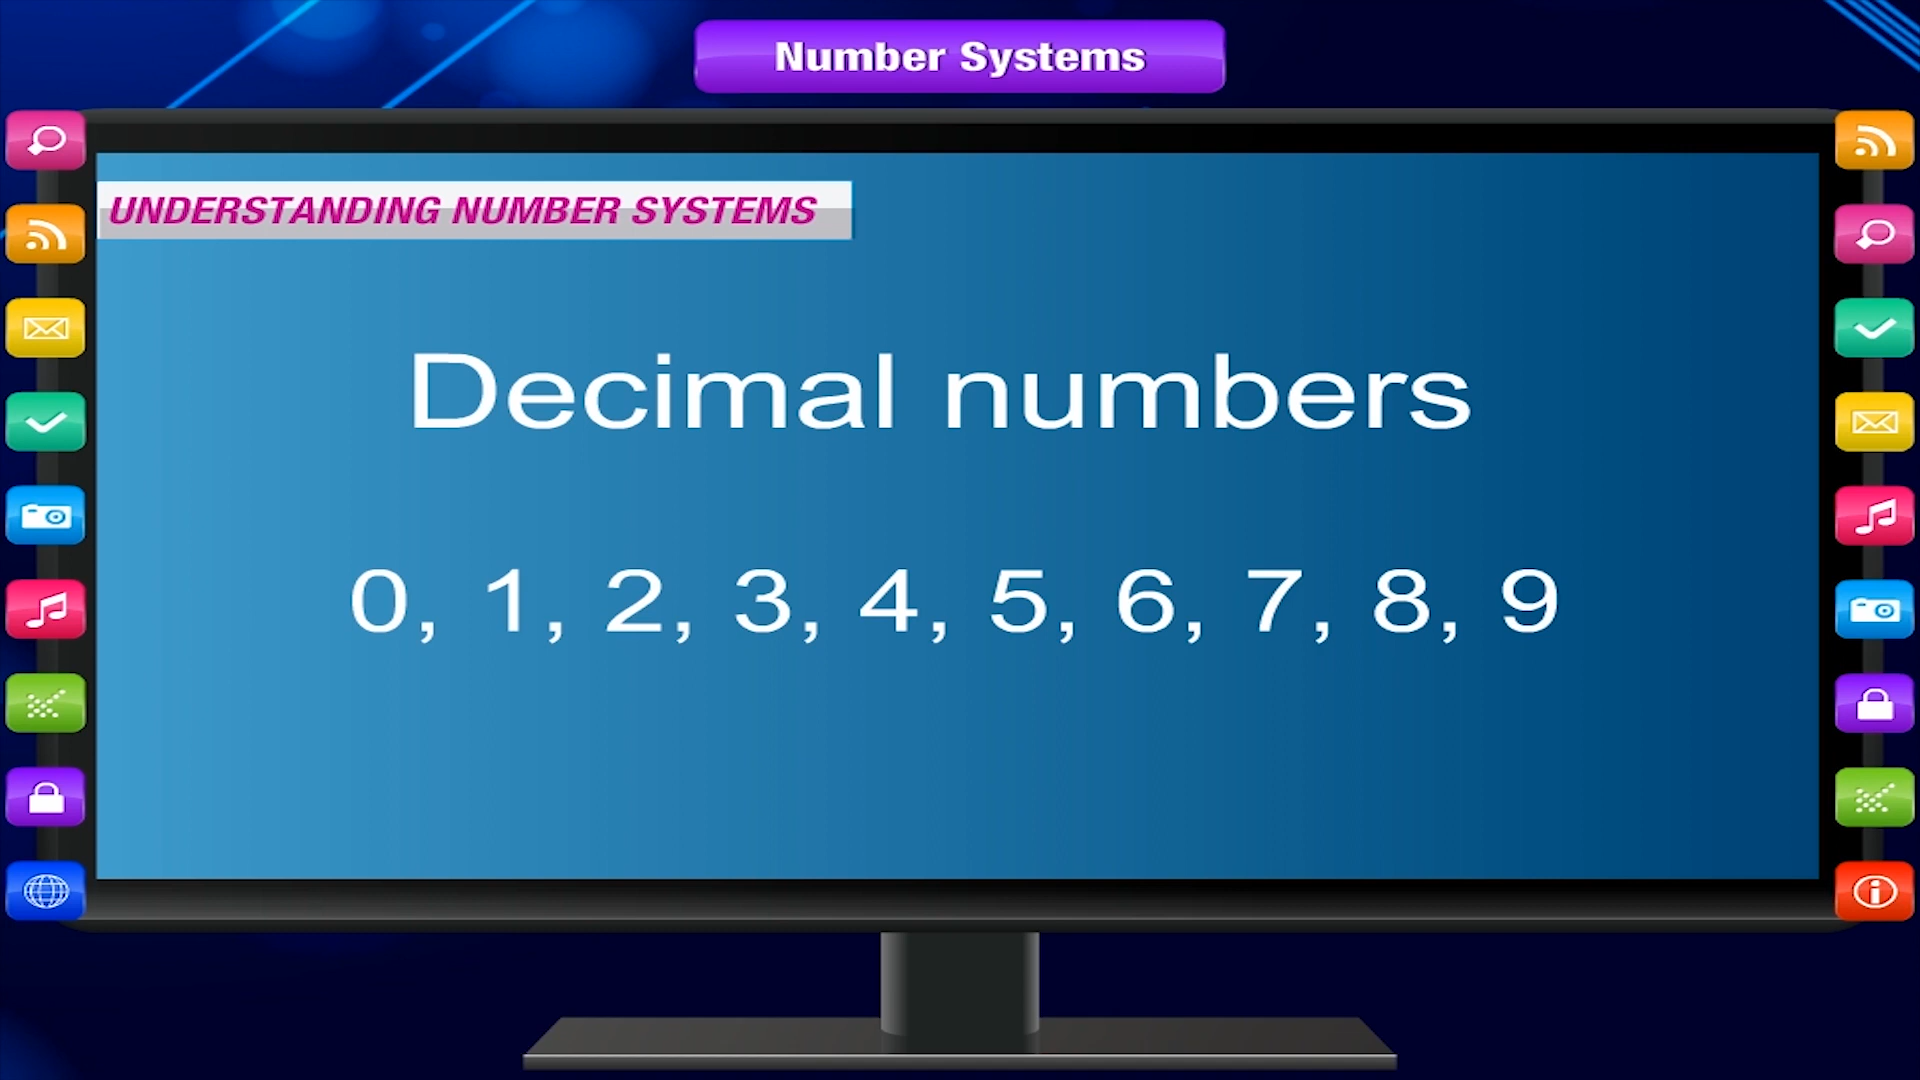 Number Systems
UNDERSTANDING NUMBER SYSTEMS
Decimal numbers
0, 1, 2, 3, 4, 5, 6, 7, 8, 9